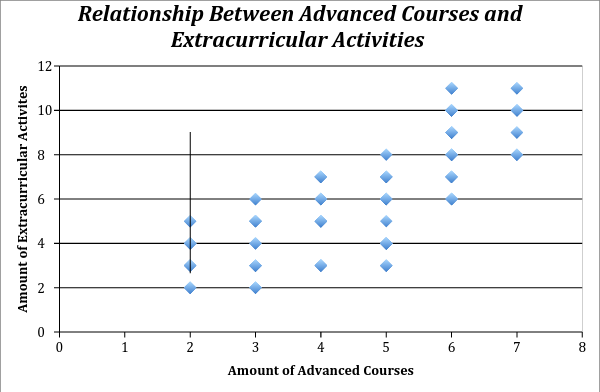 Relationship Between Advanced Courses and
Extracurricular Activities
Amount of Extracurricular Activites
12
10
8
6
4
2
0
0 1 2 3 4 5 6 7 8
Amount of Advanced Courses